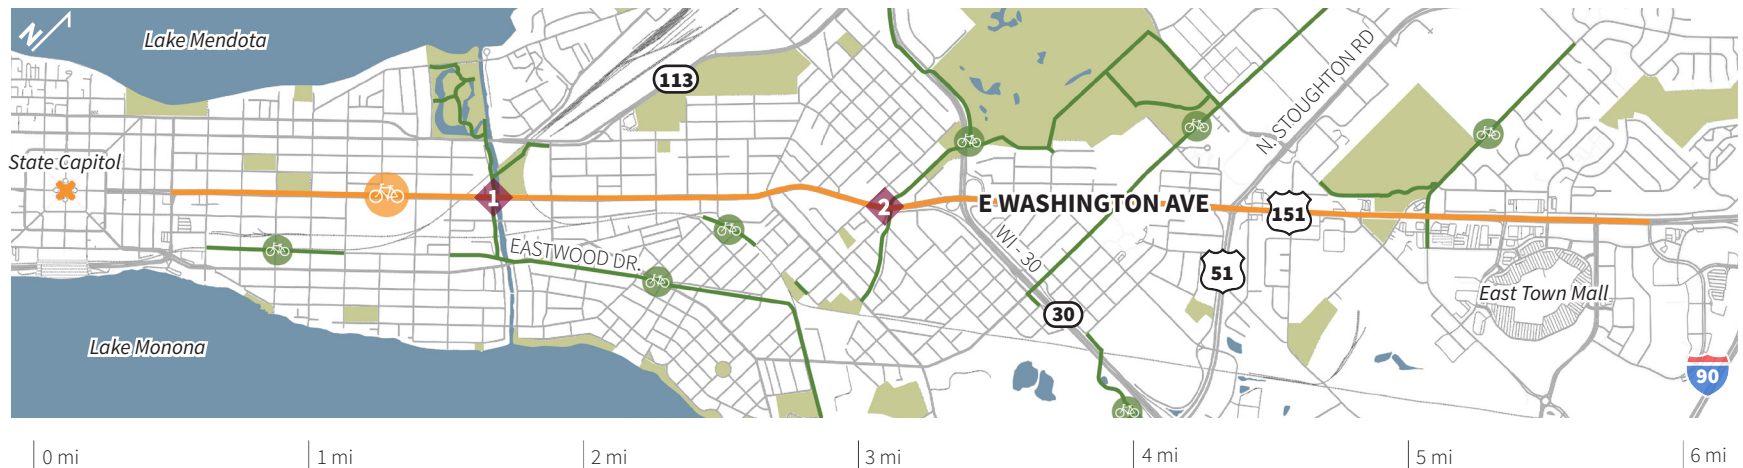 N
Lake Mendota
113
N. STOUGHTON RD
State Capitol
1
2
E WASHINGTON AVE
151
EASTWOOD DR.
WI - 30
51
East Town Mall
30
Lake Monona
90
0 mi
1 mi
2 mi
3 mi
4 mi
5 mi
6 mi